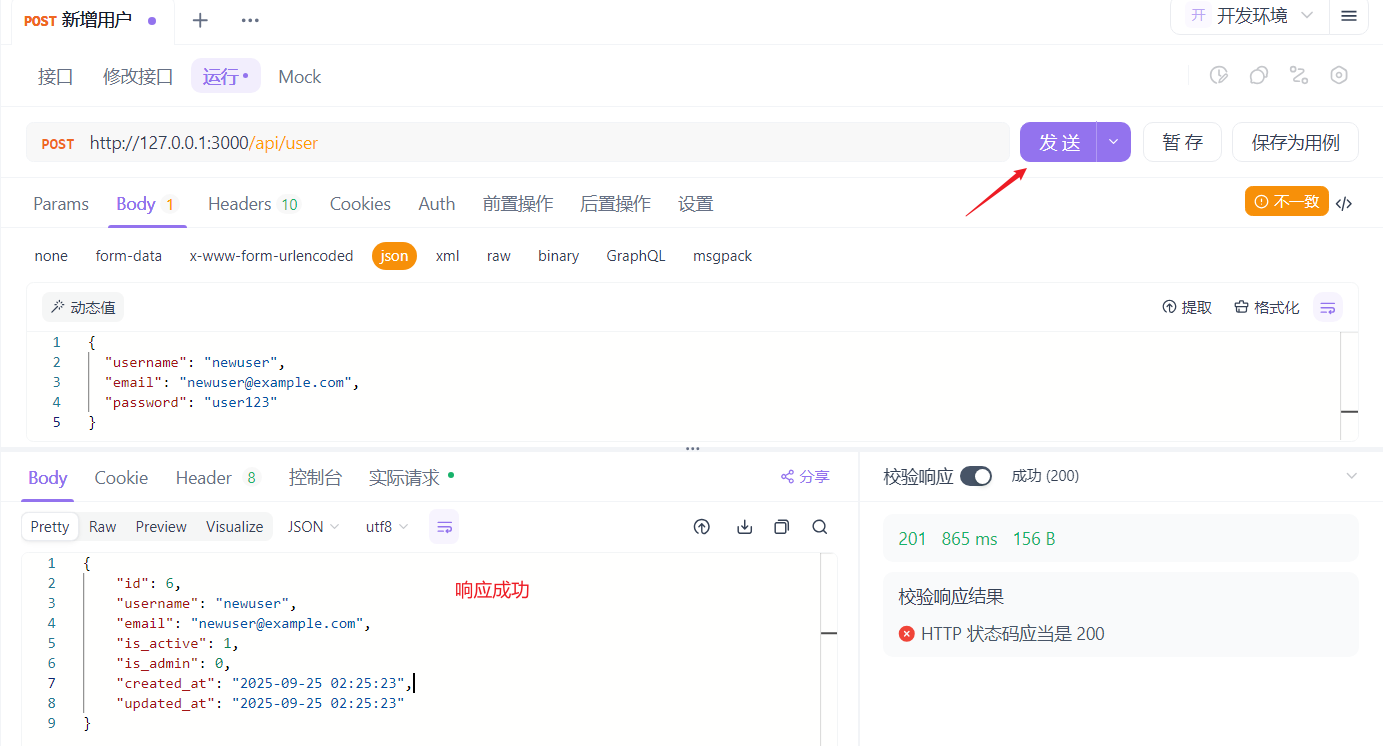 POST 新增用户
开 开发环境
接口 修改接口 运行 Mock
POST http://127.0.0.1:3000/api/user 发送 暂存 保存为用例
Params Body 1 Headers 10 Cookies Auth 前置操作 后置操作 设置 不一致
none form-data x-www-form-urlencoded json xml raw binary GraphQL msgpack
动态值 提取 格式化
1 {
2 "username": "newuser",
3 "email": "newuser@example.com",
4 "password": "user123"
5 }
Body Cookie Header 8 控制台 实际请求 分享
Pretty Raw Preview Visualize JSON utf8
1 {
2 "id": 6,
3 "username": "newuser",
4 "email": "newuser@example.com",
5 "is_active": 1,
6 "is_admin": 0,
7 "created_at": "2025-09-25 02:25:23",
8 "updated_at": "2025-09-25 02:25:23"
9 }
响应成功
校验响应 成功 (200)
201 865 ms 156 B
校验响应结果
HTTP 状态码应当是 200